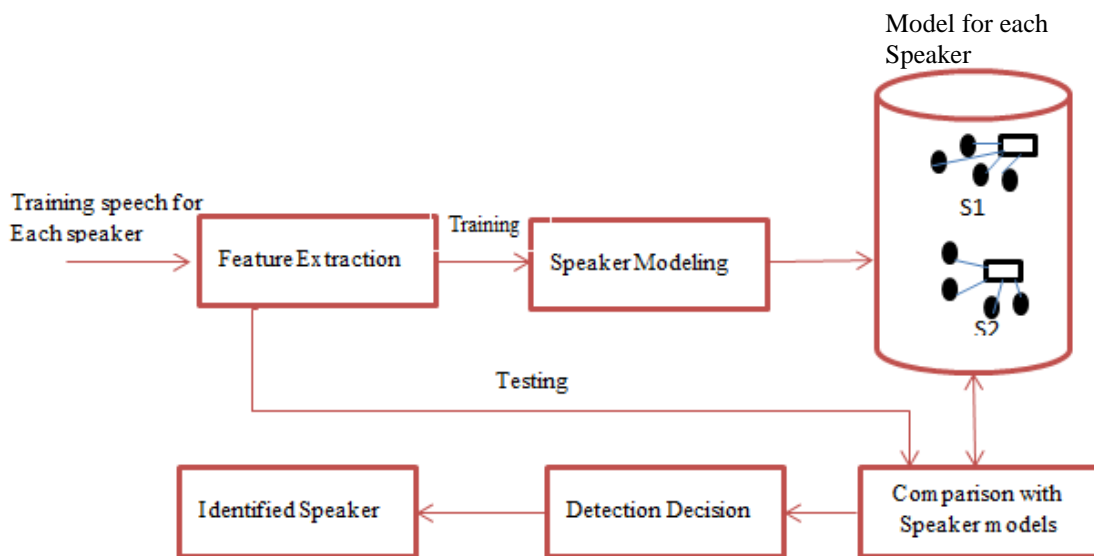 Model for each
Speaker
S1
Training speech for
Each speaker
Training
Feature Extraction
Speaker Modeling
S2
Testing
Identified Speaker
Detection Decision
Comparison with
Speaker models